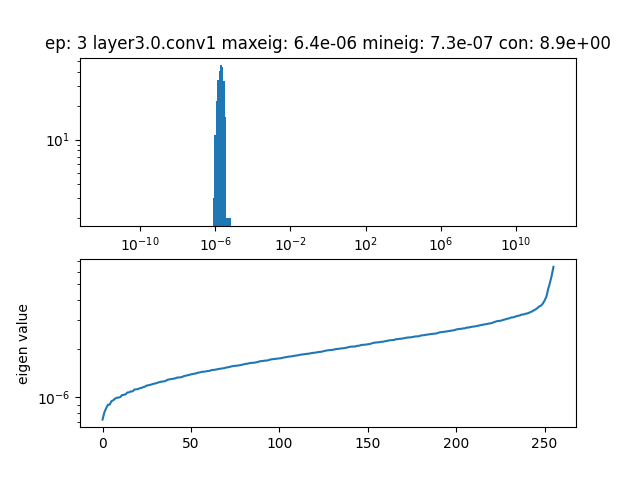 ep: 3 layer3.0.conv1 maxeig: 6.4e-06 mineig: 7.3e-07 con: 8.9e+00
10¹
10⁻¹⁰ 10⁻⁶ 10⁻² 10² 10⁶ 10¹⁰
eigen value
10⁻⁶
0 50 100 150 200 250